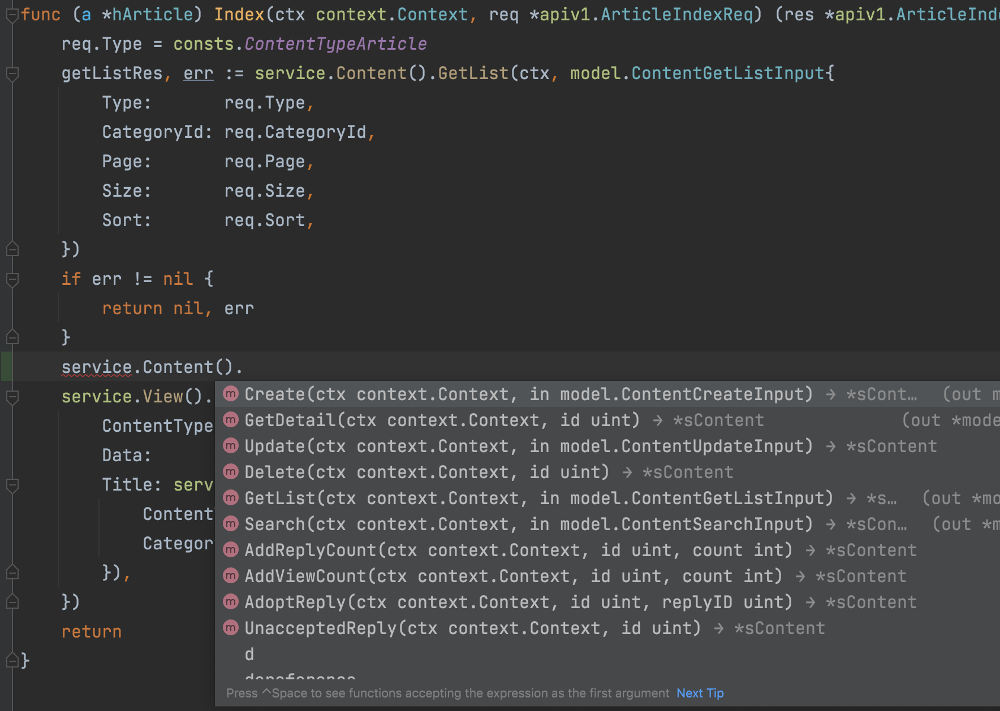 func (a *hArticle) Index(ctx context.Context, req *apiv1.ArticleIndexReq) (res *apiv1.ArticleInd
req.Type = consts.ContentTypeArticle
getListRes, err := service.Content().GetList(ctx, model.ContentGetListInput{
Type: req.Type,
CategoryId: req.CategoryId,
Page: req.Page,
Size: req.Size,
Sort: req.Sort,
})
if err != nil {
return nil, err
}
service.Content().
service.View().
ContentType
Data:
Title: serv
Content
Categor
}),
})
return
}
Create(ctx context.Context, in model.ContentCreateInput) → *sCont… (out m
GetDetail(ctx context.Context, id uint) → *sContent (out *mode
Update(ctx context.Context, in model.ContentUpdateInput) → *sContent
Delete(ctx context.Context, id uint) → *sContent
GetList(ctx context.Context, in model.ContentGetListInput) → *s… (out *mo
Search(ctx context.Context, in model.ContentSearchInput) → *sCon… (out *m
AddReplyCount(ctx context.Context, id uint, count int) → *sContent
AddViewCount(ctx context.Context, id uint, count int) → *sContent
AdoptReply(ctx context.Context, id uint, replyID uint) → *sContent
UnacceptedReply(ctx context.Context, id uint) → *sContent
d
dereference
Press ^Space to see functions accepting the expression as the first argument Next Tip